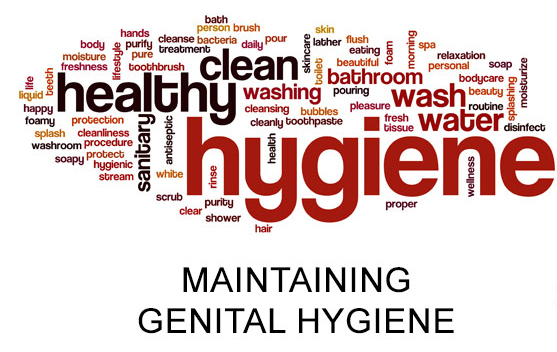 bath
hands
person brush
skin
cleanse bacteria daily pour
lather flush
body
purify
skincare
eating
morning
spa
lifestyle
pure
treatment
clean
toilet
beautiful
foam
relaxation
moisture
freshness
toothbrush
bathroom
personal
soap
life
teeth
liquid
healthy
washing
pouring
wash
bodycare
beauty
splashing
moisturize
happy
cleansing
bubbles
pleasure
routine
foamy
protection
sanitary
antiseptic
cleanly toothpaste
fresh
tissue
water
disinfect
splash
cleanliness
washroom
procedure
health
hygiene
soapy
protect
hygienic
stream
white
rinse
wellness
scrub
purity
proper
clear
shower
hair
MAINTAINING
GENITAL HYGIENE